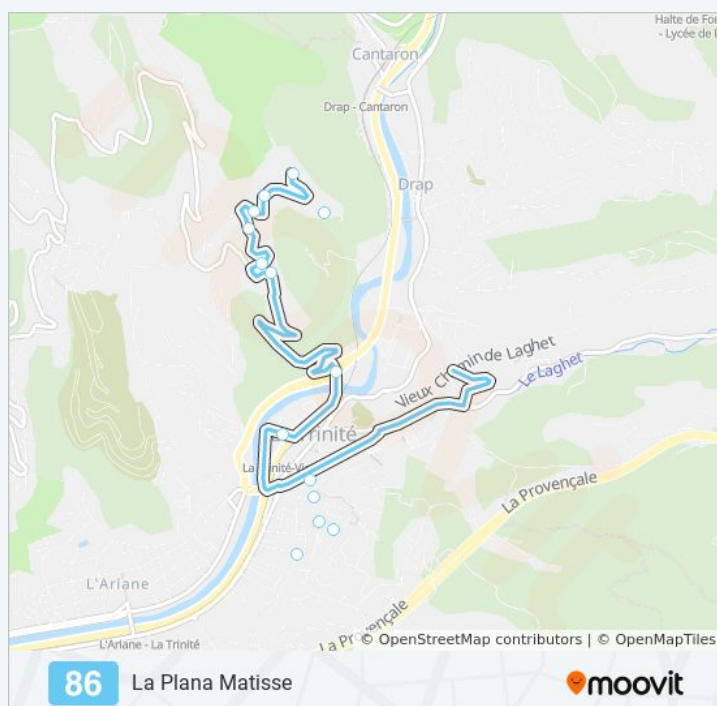 Halte de Fon
- Lycée de D
Cantaron
Drap - Cantaron
Drap
Vieux Chemin de Laghet
Le Laghet
Trinité
La Trinité-Vi
La Provençale
L'Ariane
La Provençale
L'Ariane - La Trinité
© OpenStreetMap contributors | © OpenMapTiles
86 La Plana Matisse
moovit